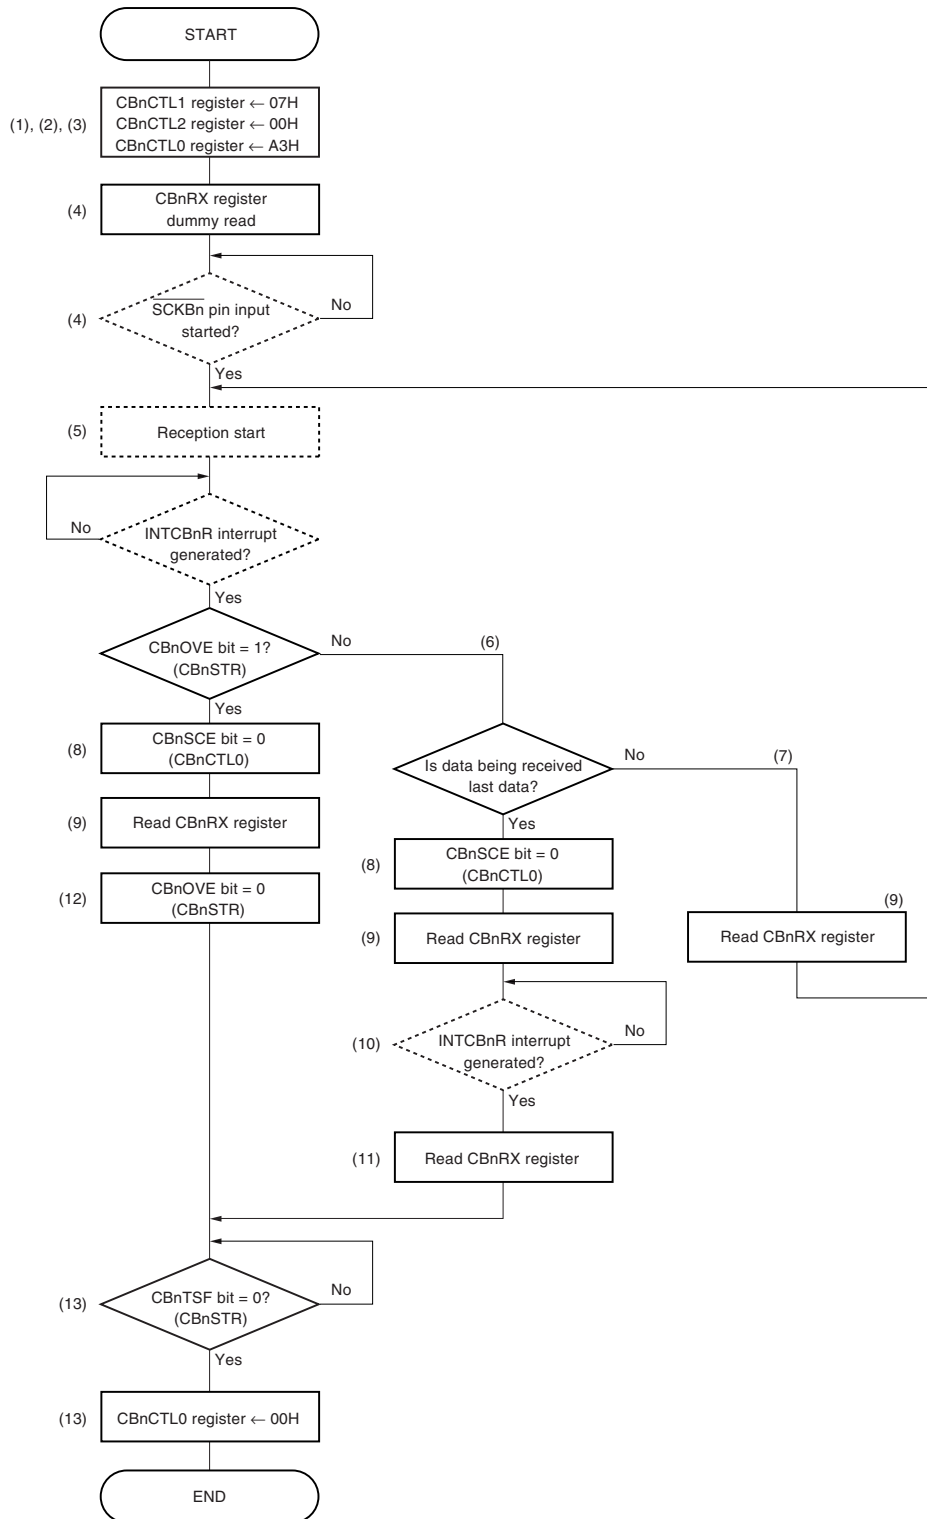 START
(1), (2), (3)
CBnCTL1 register ← 07H
CBnCTL2 register ← 00H
CBnCTL0 register ← A3H
(4)
CBnRX register
dummy read
(4)
SCKBn pin input
started?
No
Yes
(5)
Reception start
No
INTCBnR interrupt
generated?
Yes
CBnOVE bit = 1?
(CBnSTR)
No
(6)
Yes
(8)
CBnSCE bit = 0
(CBnCTL0)
Is data being received
last data?
No
(7)
Yes
(9)
Read CBnRX register
(8)
CBnSCE bit = 0
(CBnCTL0)
(12)
CBnOVE bit = 0
(CBnSTR)
(9)
Read CBnRX register
(9)
Read CBnRX register
(10)
INTCBnR interrupt
generated?
No
Yes
(11)
Read CBnRX register
(13)
CBnTSF bit = 0?
(CBnSTR)
No
Yes
(13)
CBnCTL0 register ← 00H
END